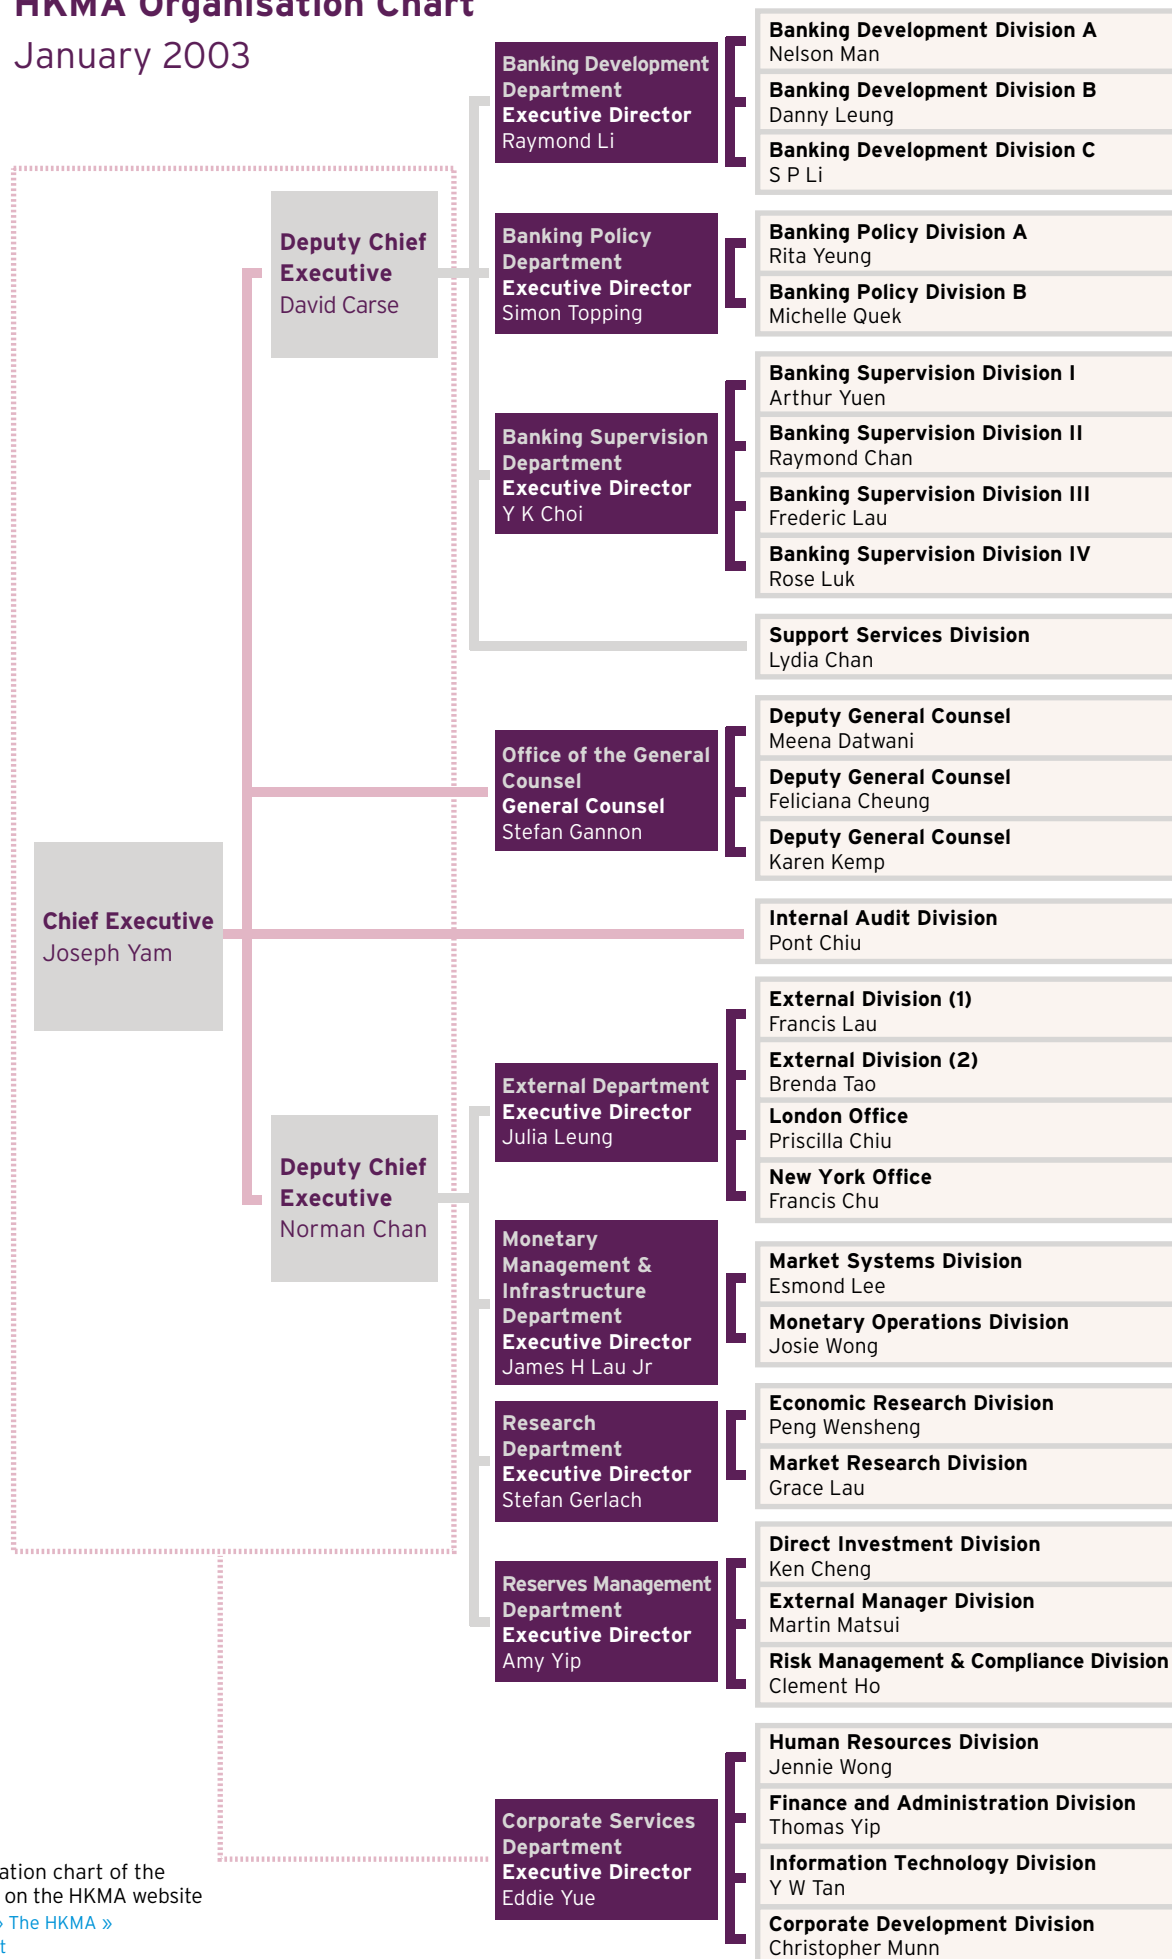 HKMA Organisation Chart
January 2003
Banking Development
Department
Executive Director
Raymond Li
Banking Development Division A
Nelson Man
Banking Development Division B
Danny Leung
Banking Development Division C
S P Li
Deputy Chief
Executive
David Carse
Banking Policy
Department
Executive Director
Simon Topping
Banking Policy Division A
Rita Yeung
Banking Policy Division B
Michelle Quek
Banking Supervision
Department
Executive Director
Y K Choi
Banking Supervision Division I
Arthur Yuen
Banking Supervision Division II
Raymond Chan
Banking Supervision Division III
Frederic Lau
Banking Supervision Division IV
Rose Luk
Support Services Division
Lydia Chan
Office of the General
Counsel
General Counsel
Stefan Gannon
Deputy General Counsel
Meena Datwani
Deputy General Counsel
Feliciana Cheung
Deputy General Counsel
Karen Kemp
Chief Executive
Joseph Yam
Internal Audit Division
Pont Chiu
External Department
Executive Director
Julia Leung
External Division (1)
Francis Lau
External Division (2)
Brenda Tao
London Office
Priscilla Chiu
New York Office
Francis Chu
Deputy Chief
Executive
Norman Chan
Monetary
Management &
Infrastructure
Department
Executive Director
James H Lau Jr
Market Systems Division
Esmond Lee
Monetary Operations Division
Josie Wong
Research
Department
Executive Director
Stefan Gerlach
Economic Research Division
Peng Wensheng
Market Research Division
Grace Lau
Reserves Management
Department
Executive Director
Amy Yip
Direct Investment Division
Ken Cheng
External Manager Division
Martin Matsui
Risk Management & Compliance Division
Clement Ho
Corporate Services
Department
Executive Director
Eddie Yue
Human Resources Division
Jennie Wong
Finance and Administration Division
Thomas Yip
Information Technology Division
Y W Tan
Corporate Development Division
Christopher Munn
ation chart of the
on the HKMA website
» The HKMA »
t